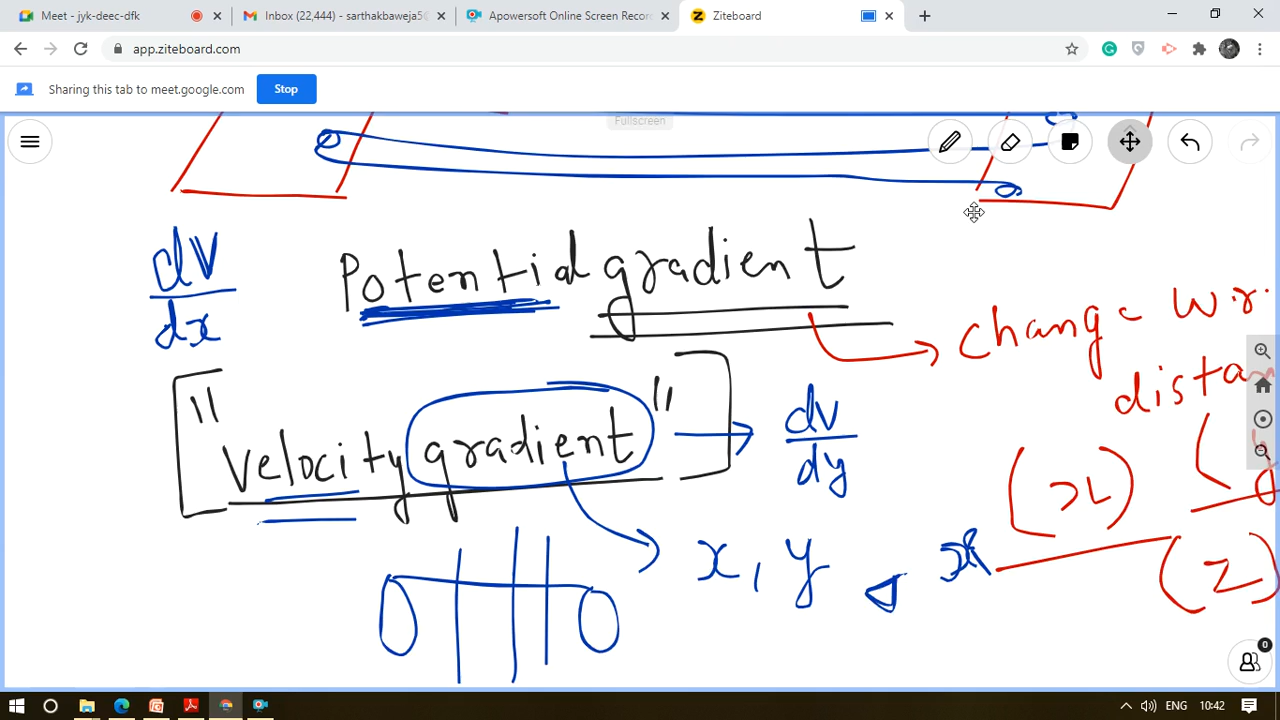 Meet - jyk-deec-dfk
Inbox (22,444) - sarthakbaweja5
Apowersoft Online Screen Recor
Ziteboard
app.ziteboard.com
Sharing this tab to meet.google.com
Stop
Fullscreen
dV
dx
Potential gradient
Change w.r.
dista
"Velocity gradient"
dv
dy
x, y
(x)
(y
(z)
0
ENG
10:42